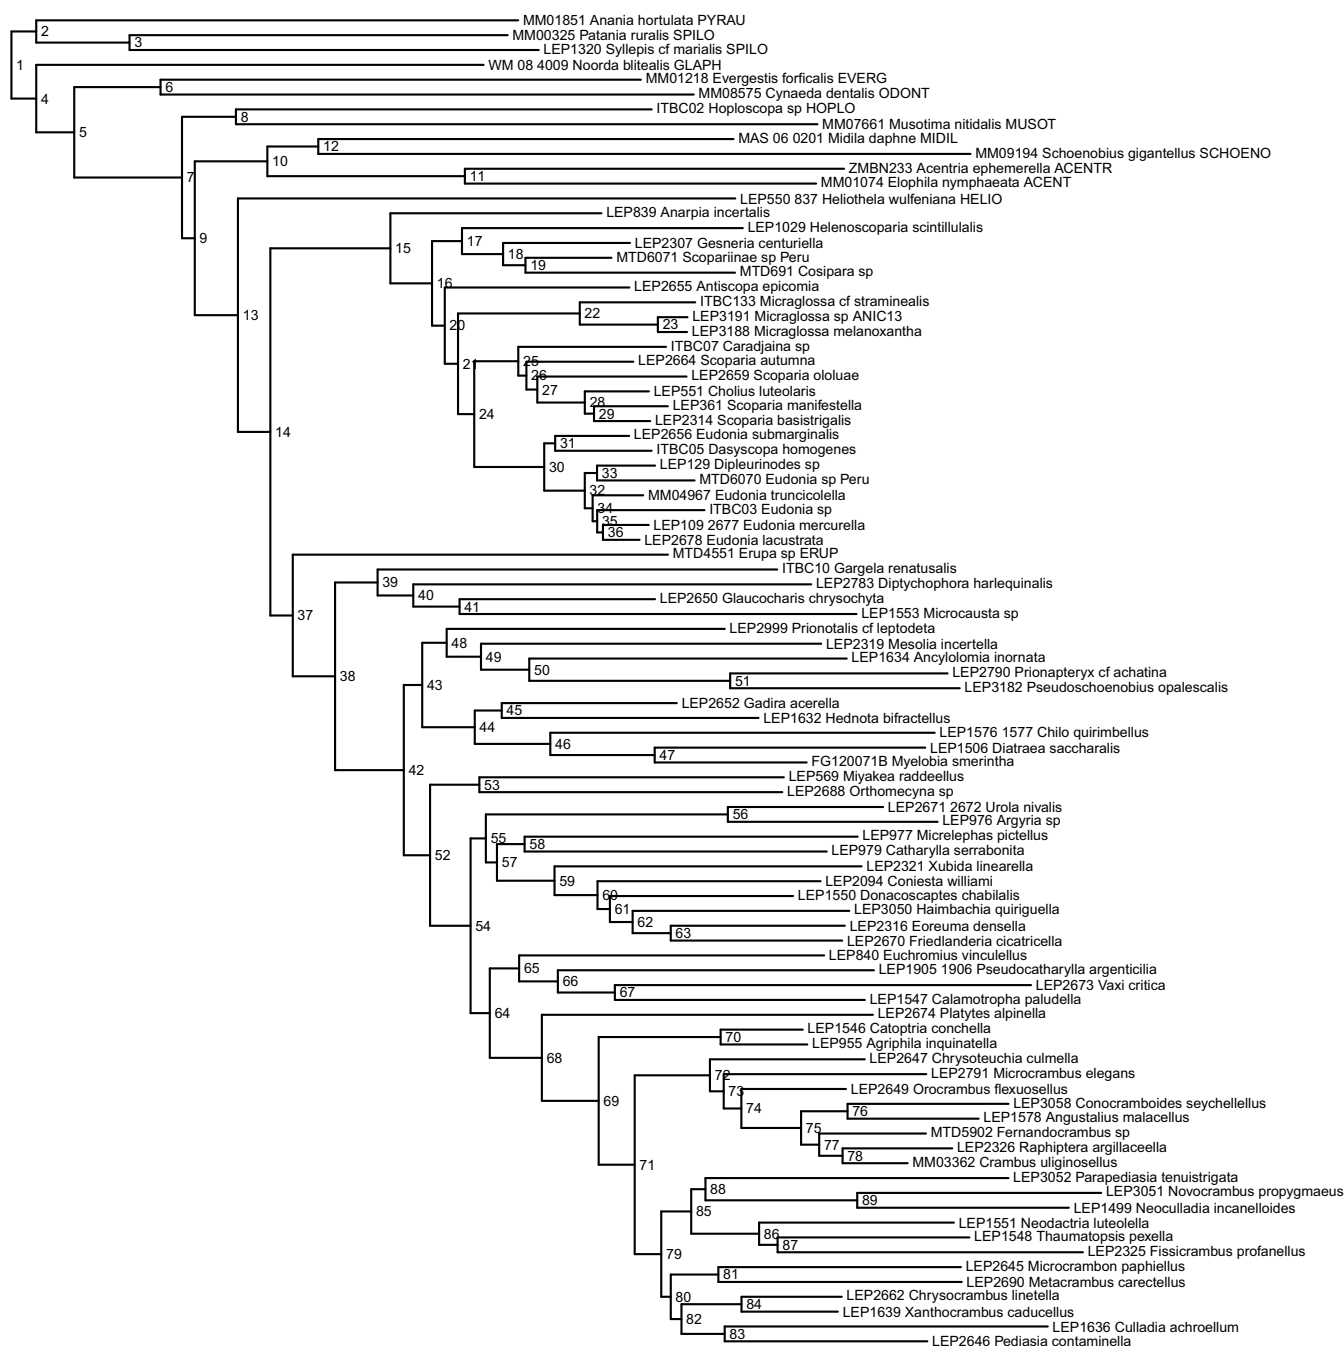 MM01851 Anania hortulata PYRAU
2
MM00325 Patania ruralis SPILO
3
LEP1320 Syllepis cf marialis SPILO
1
WM 08 4009 Noorda blitealis GLAPH
MM01218 Evergestis forficalis EVERG
6
MM08575 Cynaeda dentalis ODONT
4
ITBC02 Hoploscopa sp HOPLO
8
MM07661 Musotima nitidalis MUSOT
5
MAS 06 0201 Midila daphne MIDIL
12
MM09194 Schoenobius gigantellus SCHOENO
10
ZMBN233 Acentria ephemerella ACENTR
7
11
MM01074 Elophila nymphaeata ACENT
LEP550 837 Heliothela wulfeniana HELIO
LEP839 Anarpia incertalis
LEP1029 Helenoscoparia scintillulalis
9
17
LEP2307 Gesneria centuriella
15
18
MTD6071 Scopariinae sp Peru
19
MTD691 Cosipara sp
16
LEP2655 Antiscopa epicomia
ITBC133 Micraglossa cf straminealis
22
13
LEP3191 Micraglossa sp ANIC13
20
23
LEP3188 Micraglossa melanoxantha
ITBC07 Caradjaina sp
25
LEP2664 Scoparia autumna
21
26
LEP2659 Scoparia ololuae
27
LEP551 Cholius luteolaris
28
LEP361 Scoparia manifestella
24
29
LEP2314 Scoparia basistrigalis
14
LEP2656 Eudonia submarginalis
31
ITBC05 Dasyscopa homogenes
30
LEP129 Dipleurinodes sp
33
MTD6070 Eudonia sp Peru
32
MM04967 Eudonia truncicolella
34
ITBC03 Eudonia sp
35
LEP109 2677 Eudonia mercurella
36
LEP2678 Eudonia lacustrata
MTD4551 Erupa sp ERUP
ITBC10 Gargela renatusalis
39
LEP2783 Diptychophora harlequinalis
40
LEP2650 Glaucocharis chrysochyta
41
37
LEP1553 Microcausta sp
LEP2999 Prionotalis cf leptodeta
48
LEP2319 Mesolia incertella
49
LEP1634 Ancylolomia inornata
50
38
LEP2790 Prionapteryx cf achatina
43
51
LEP3182 Pseudoschoenobius opalescalis
LEP2652 Gadira acerella
45
LEP1632 Hednota bifractellus
44
LEP1576 1577 Chilo quirimbellus
46
LEP1506 Diatraea saccharalis
47
FG120071B Myelobia smerintha
42
LEP569 Miyakea raddeellus
53
LEP2688 Orthomecyna sp
LEP2671 2672 Urola nivalis
56
LEP976 Argyria sp
55
LEP977 Micrelephas pictellus
58
LEP979 Catharylla serrabonita
52
57
LEP2321 Xubida linearella
59
LEP2094 Coniesta williami
60
LEP1550 Donacoscaptes chabilalis
61
LEP3050 Haimbachia quiriguella
62
LEP2316 Eoreuma densella
54
63
LEP2670 Friedlanderia cicatricella
LEP840 Euchromius vinculellus
65
LEP1905 1906 Pseudocatharylla argenticilia
66
LEP2673 Vaxi critica
67
LEP1547 Calamotropha paludella
64
LEP2674 Platytes alpinella
LEP1546 Catoptria conchella
70
LEP955 Agriphila inquinatella
68
LEP2647 Chrysoteuchia culmella
72
LEP2791 Microcrambus elegans
73
LEP2649 Orocrambus flexuosellus
69
74
LEP3058 Conocramboides seychellellus
76
LEP1578 Angustalius malacellus
75
MTD5902 Fernandocrambus sp
77
LEP2326 Raphiptera argillaceella
78
71
MM03362 Crambus uliginosellus
LEP3052 Parapediasia tenuistrigata
88
LEP3051 Novocrambus propygmaeus
89
LEP1499 Neoculladia incanelloides
85
LEP1551 Neodactria luteolella
86
LEP1548 Thaumatopsis pexella
87
LEP2325 Fissicrambus profanellus
79
LEP2645 Microcrambon paphiellus
81
LEP2690 Metacrambus carectellus
80
LEP2662 Chrysocrambus linetella
84
LEP1639 Xanthocrambus caducellus
82
LEP1636 Culladia achroellum
83
LEP2646 Pediasia contaminella